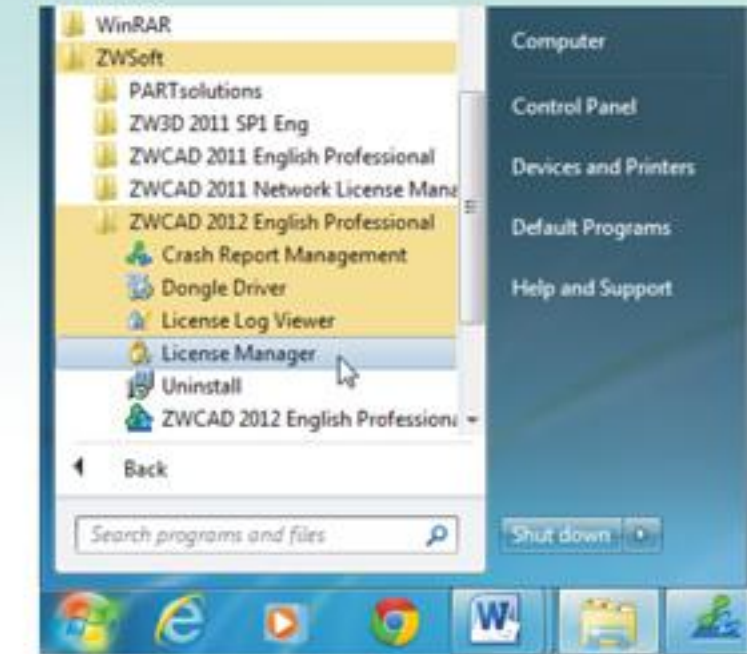 WinRAR
ZWSoft
PARTsolutions
ZW3D 2011 SP1 Eng
ZWCAD 2011 English Professional
ZWCAD 2011 Network License Mana
ZWCAD 2012 English Professional
Crash Report Management
Dongle Driver
License Log Viewer
License Manager
Uninstall
ZWCAD 2012 English Professiona
Back
Search programs and files
Computer
Control Panel
Devices and Printers
Default Programs
Help and Support
Shut down
W